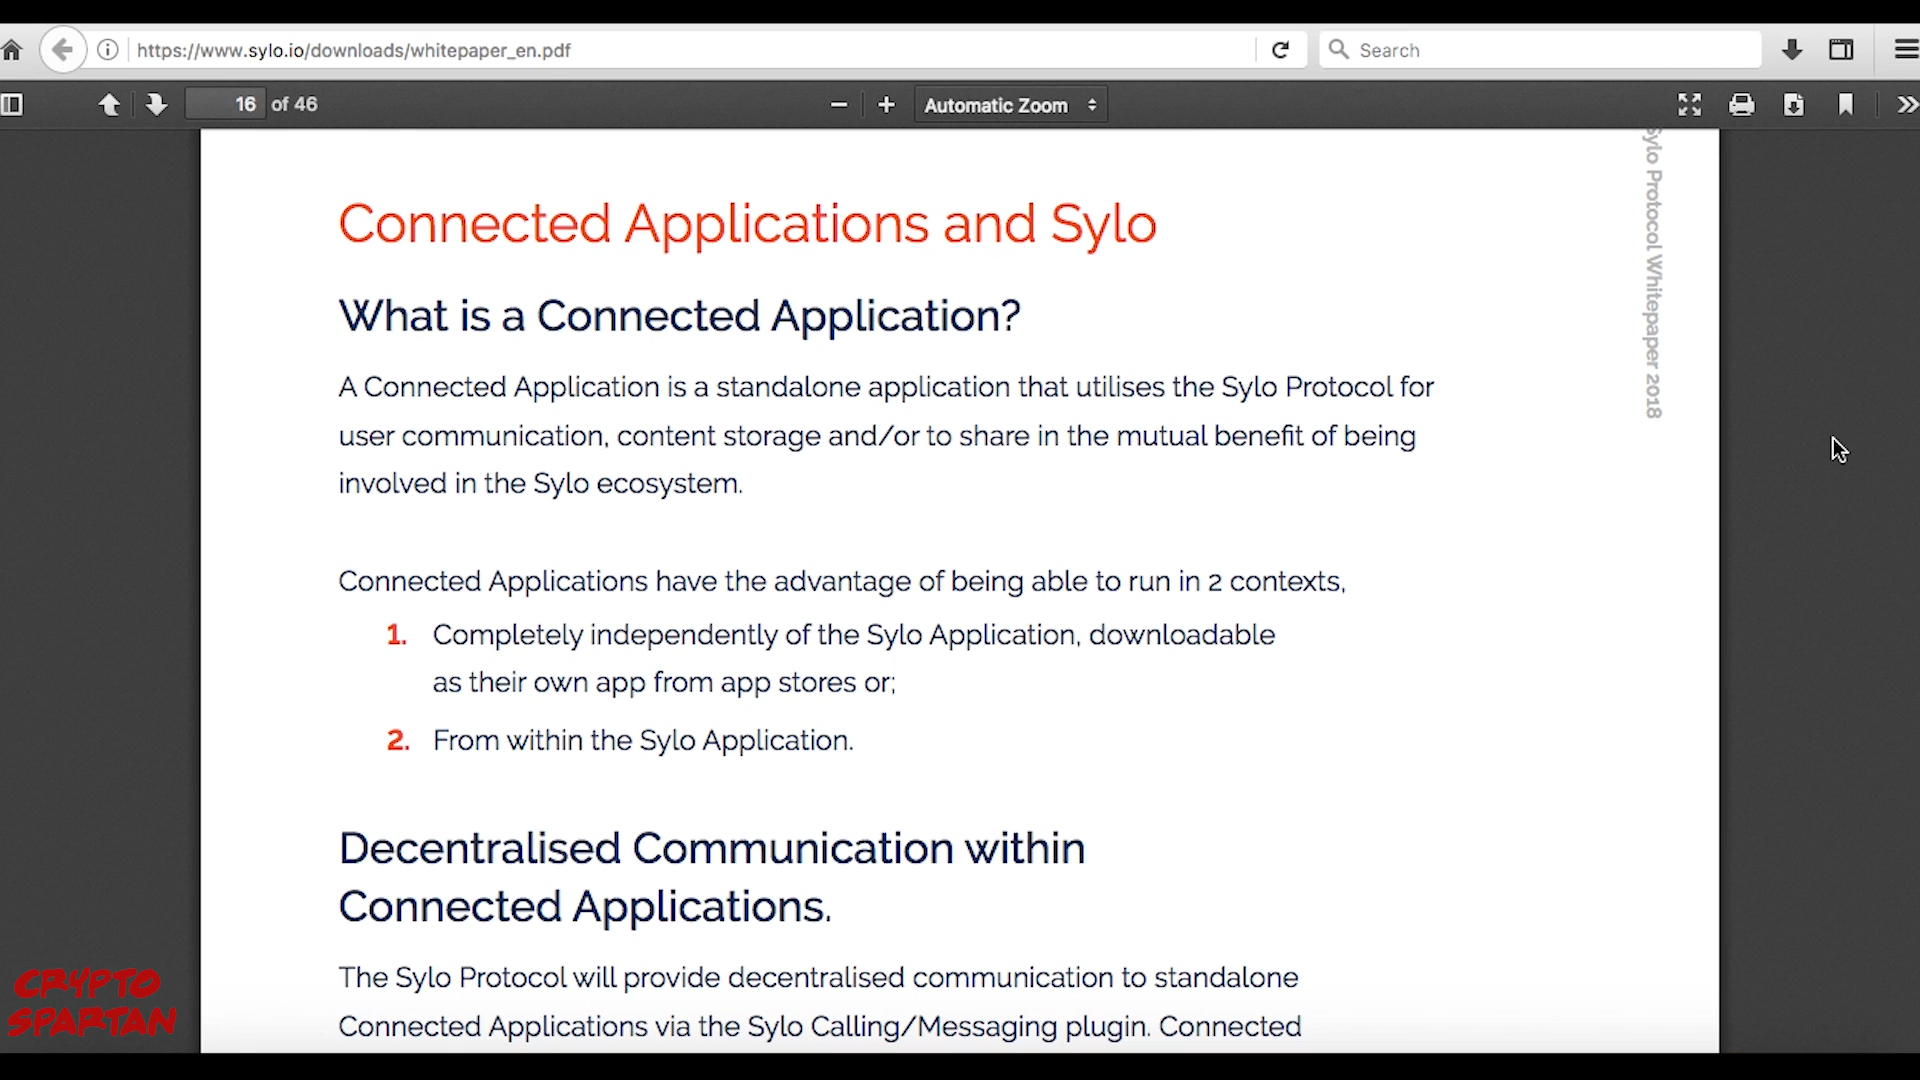 https://www.sylo.io/downloads/whitepaper_en.pdf
Search
16 of 46
Automatic Zoom
Sylo Protocol Whitepaper 2018
Connected Applications and Sylo
What is a Connected Application?
A Connected Application is a standalone application that utilises the Sylo Protocol for
user communication, content storage and/or to share in the mutual benefit of being
involved in the Sylo ecosystem.
Connected Applications have the advantage of being able to run in 2 contexts,
1. Completely independently of the Sylo Application, downloadable
as their own app from app stores or;
2. From within the Sylo Application.
Decentralised Communication within
Connected Applications.
The Sylo Protocol will provide decentralised communication to standalone
Connected Applications via the Sylo Calling/Messaging plugin. Connected
CRYPTO
SPARTAN